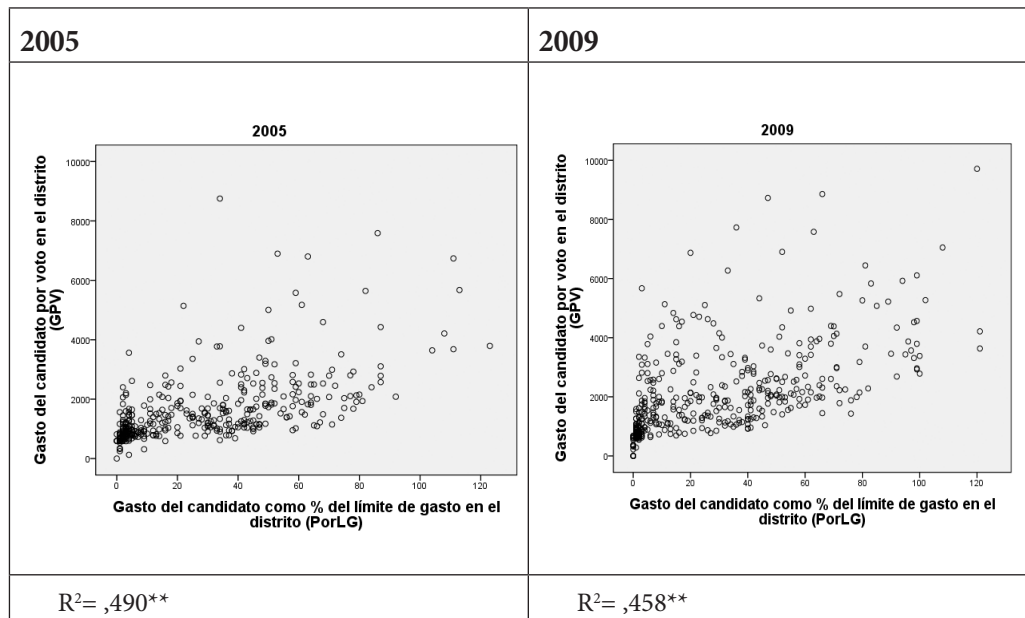 2005
2009
2005
Gasto del candidato por voto en el distrito
(GPV)
10000
8000
6000
4000
2000
0
0 20 40 60 80 100 120
Gasto del candidato como % del límite de gasto en el
distrito (PorLG)
2009
Gasto del candidato por voto en el distrito
(GPV)
10000
8000
6000
4000
2000
0
0 20 40 60 80 100 120
Gasto del candidato como % del límite de gasto en el
distrito (PorLG)
R²= ,490**
R²= ,458**